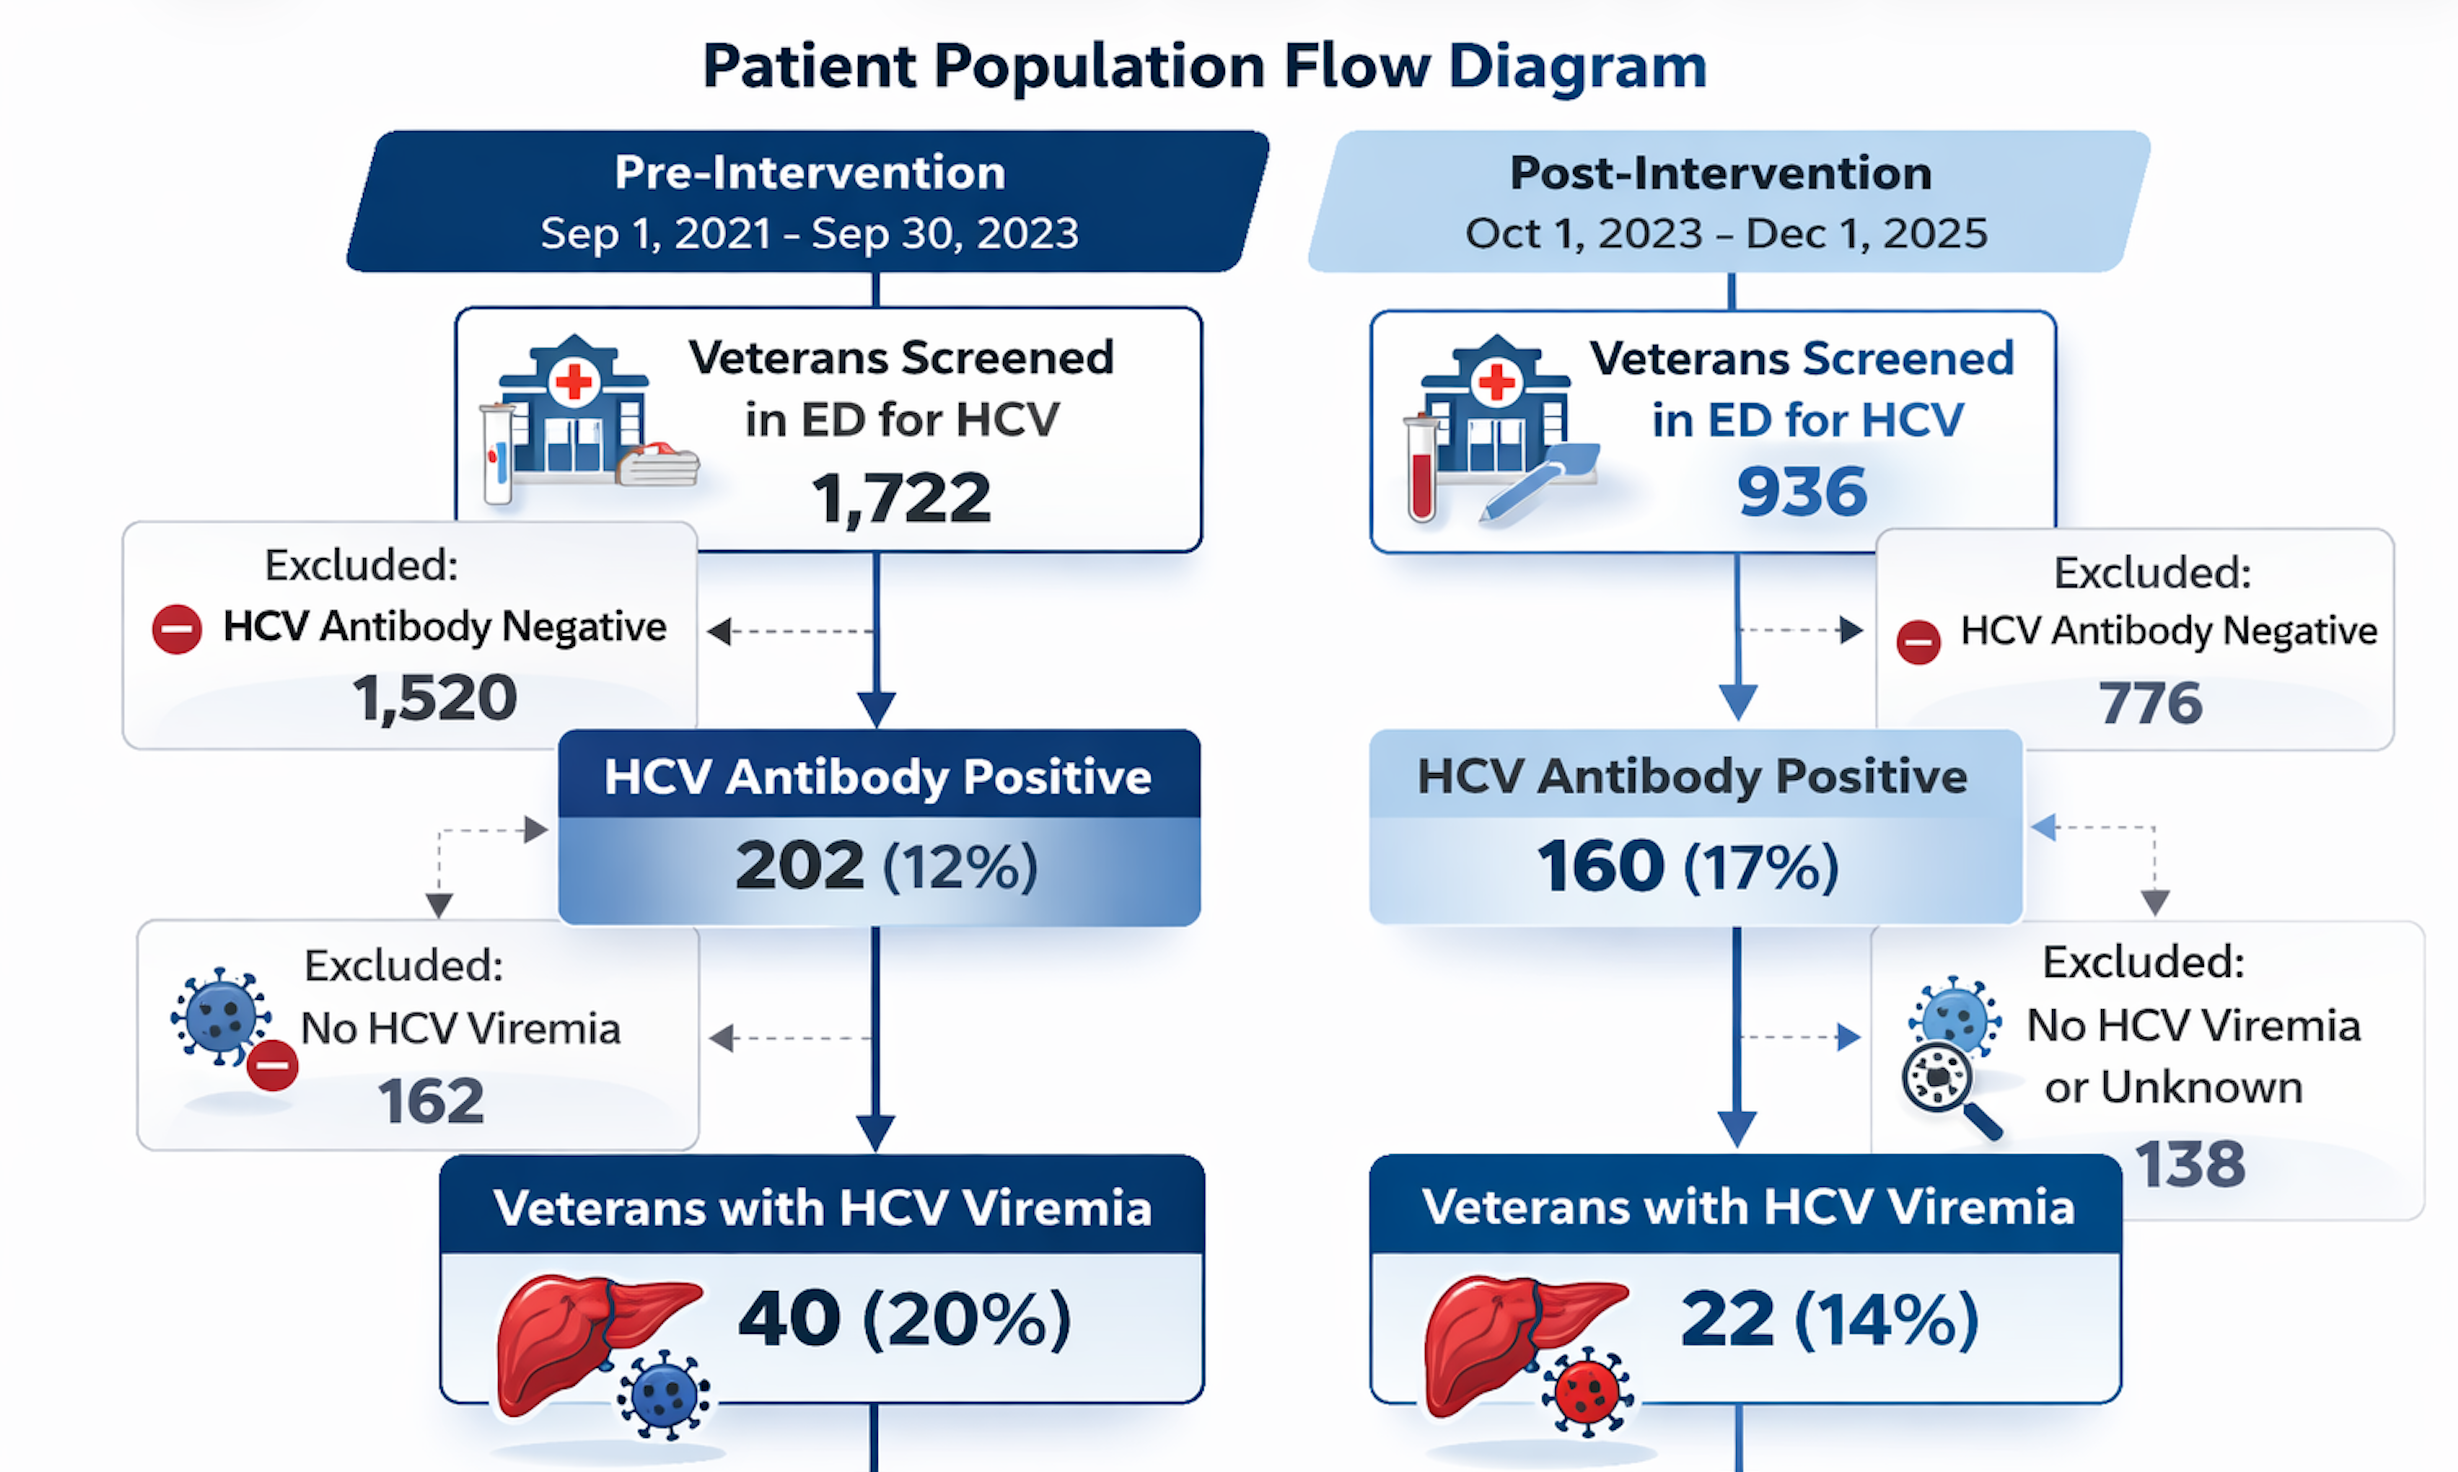 Patient Population Flow Diagram
Pre-Intervention
Sep 1, 2021 – Sep 30, 2023
Veterans Screened
in ED for HCV
1,722
Excluded:
HCV Antibody Negative
1,520
HCV Antibody Positive
202 (12%)
Excluded:
No HCV Viremia
162
Veterans with HCV Viremia
40 (20%)
Post-Intervention
Oct 1, 2023 – Dec 1, 2025
Veterans Screened
in ED for HCV
936
Excluded:
HCV Antibody Negative
776
HCV Antibody Positive
160 (17%)
Excluded:
No HCV Viremia
or Unknown
138
Veterans with HCV Viremia
22 (14%)